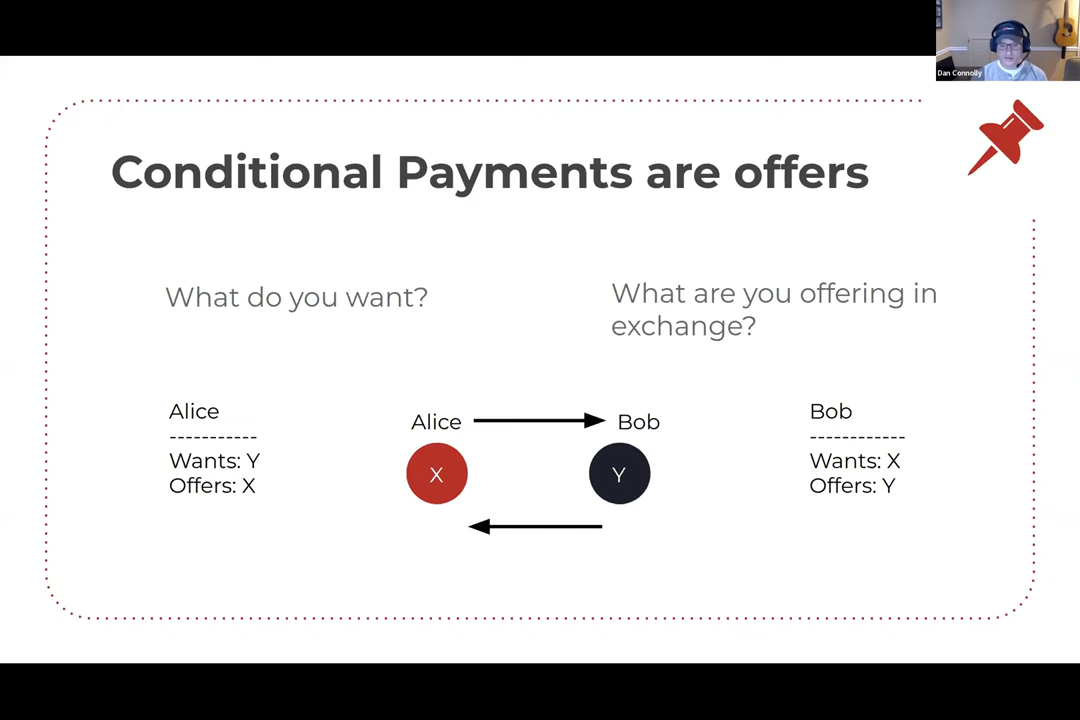 Dan Connolly
Conditional Payments are offers
What do you want?
What are you offering in
exchange?
Alice
-----------
Wants: Y
Offers: X
Alice
Bob
X
Y
Bob
------------
Wants: X
Offers: Y